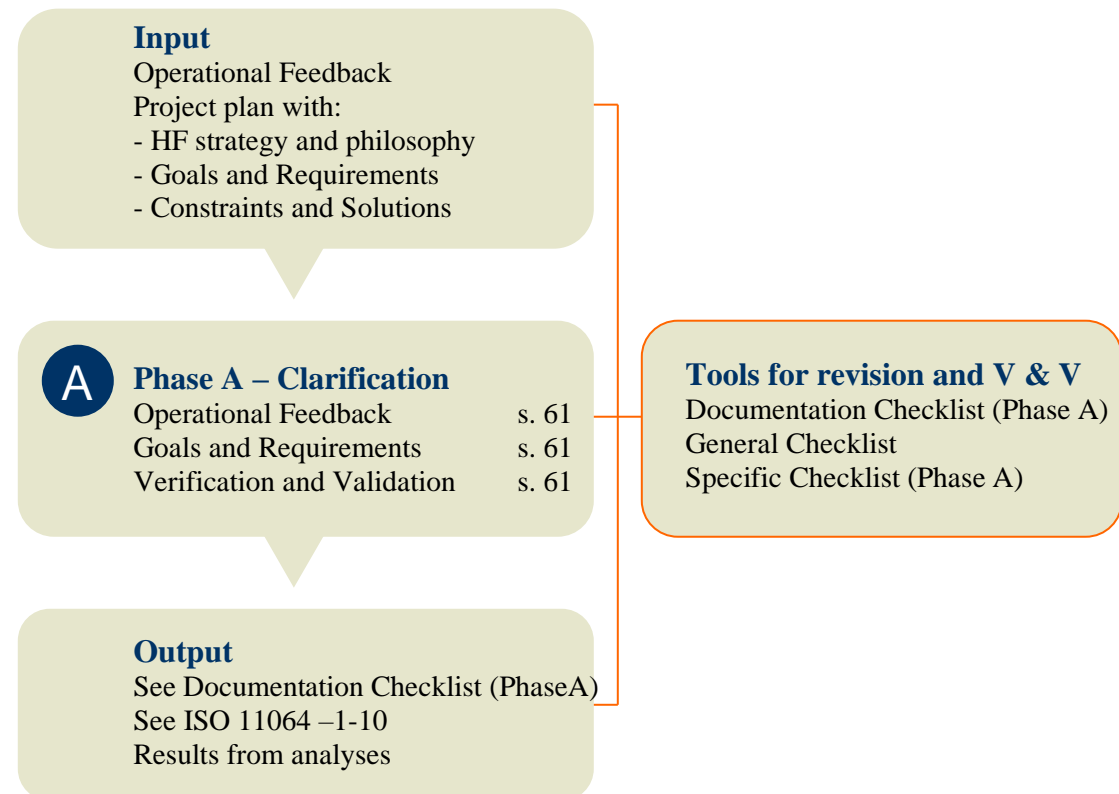 Input
Operational Feedback
Project plan with:
- HF strategy and philosophy
- Goals and Requirements
- Constraints and Solutions
A
Phase A – Clarification
Operational Feedback s. 61
Goals and Requirements s. 61
Verification and Validation s. 61
Tools for revision and V & V
Documentation Checklist (Phase A)
General Checklist
Specific Checklist (Phase A)
Output
See Documentation Checklist (PhaseA)
See ISO 11064 –1-10
Results from analyses